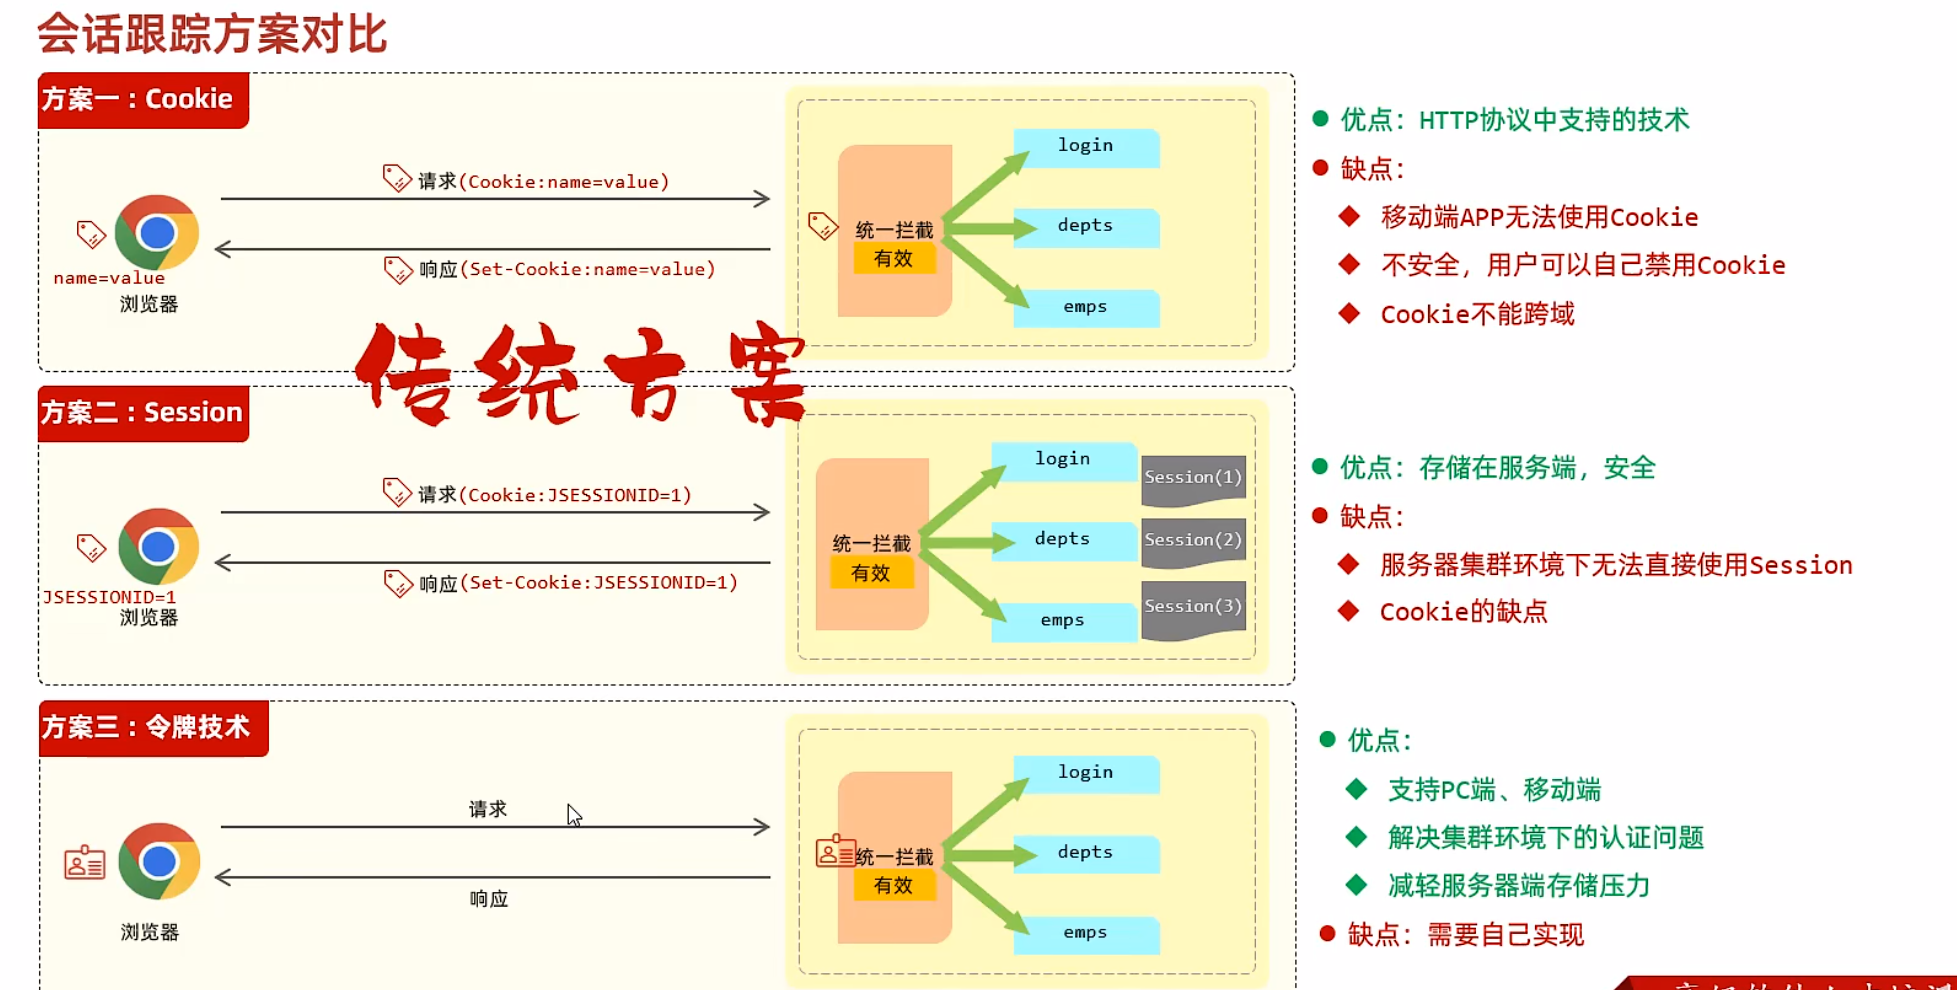 会话跟踪方案对比
方案一：Cookie
请求(Cookie:name=value)
响应(Set-Cookie:name=value)
name=value
浏览器
统一拦截
有效
login
depts
emps
优点：HTTP协议中支持的技术
缺点：
移动端APP无法使用Cookie
不安全，用户可以自己禁用Cookie
Cookie不能跨域
传统方案
方案二：Session
请求(Cookie:JSESSIONID=1)
响应(Set-Cookie:JSESSIONID=1)
JSESSIONID=1
浏览器
统一拦截
有效
login
depts
emps
Session(1)
Session(2)
Session(3)
优点：存储在服务端，安全
缺点：
服务器集群环境下无法直接使用Session
Cookie的缺点
方案三：令牌技术
请求
响应
浏览器
统一拦截
有效
login
depts
emps
优点：
支持PC端、移动端
解决集群环境下的认证问题
减轻服务器端存储压力
缺点：需要自己实现